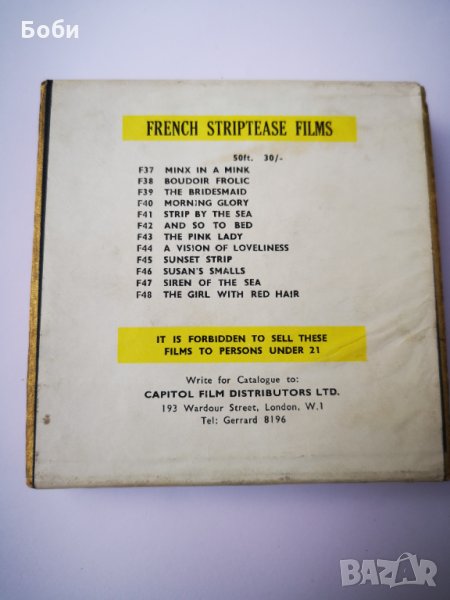 Боби
FRENCH STRIPTEASE FILMS
50ft. 30/-
F37 MINX IN A MINK
F38 BOUDOIR FROLIC
F39 THE BRIDESMAID
F40 MORNING GLORY
F41 STRIP BY THE SEA
F42 AND SO TO BED
F43 THE PINK LADY
F44 A VISION OF LOVELINESS
F45 SUNSET STRIP
F46 SUSAN'S SMALLS
F47 SIREN OF THE SEA
F48 THE GIRL WITH RED HAIR
IT IS FORBIDDEN TO SELL THESE
FILMS TO PERSONS UNDER 21
Write for Catalogue to:
CAPITOL FILM DISTRIBUTORS LTD.
193 Wardour Street, London, W.1
Tel: Gerrard 8196
BAZAR